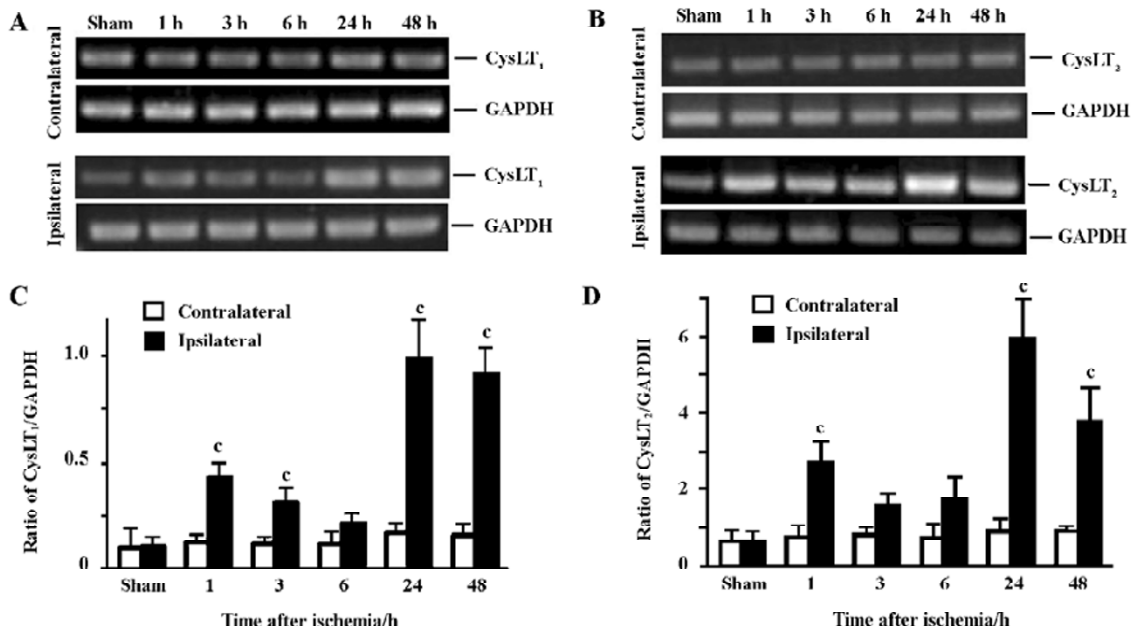 A
Sham 1 h 3 h 6 h 24 h 48 h
Contralateral
CysLT₁
GAPDH
Ipsilateral
CysLT₁
GAPDH
B
Sham 1 h 3 h 6 h 24 h 48 h
Contralateral
CysLT₂
GAPDH
Ipsilateral
CysLT₂
GAPDH
C
Contralateral
Ipsilateral
Ratio of CysLT₁/GAPDH
1.0
0.5
0
c c c c
Sham 1 3 6 24 48
Time after ischemia/h
D
Contralateral
Ipsilateral
Ratio of CysLT₂/GAPDH
6
4
2
0
c c c
Sham 1 3 6 24 48
Time after ischemia/h